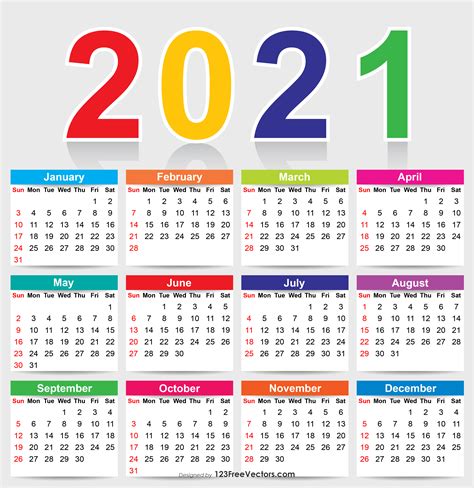 2021
January
Sun Mon Tue Wed Thu Fri Sat
1 2
3 4 5 6 7 8 9
10 11 12 13 14 15 16
17 18 19 20 21 22 23
24 25 26 27 28 29 30
31
February
Sun Mon Tue Wed Thu Fri Sat
1 2 3 4 5 6
7 8 9 10 11 12 13
14 15 16 17 18 19 20
21 22 23 24 25 26 27
28
March
Sun Mon Tue Wed Thu Fri Sat
1 2 3 4 5 6
7 8 9 10 11 12 13
14 15 16 17 18 19 20
21 22 23 24 25 26 27
28 29 30 31
April
Sun Mon Tue Wed Thu Fri Sat
1 2 3
4 5 6 7 8 9 10
11 12 13 14 15 16 17
18 19 20 21 22 23 24
25 26 27 28 29 30
May
Sun Mon Tue Wed Thu Fri Sat
1
2 3 4 5 6 7 8
9 10 11 12 13 14 15
16 17 18 19 20 21 22
23 24 25 26 27 28 29
30 31
June
Sun Mon Tue Wed Thu Fri Sat
1 2 3 4 5
6 7 8 9 10 11 12
13 14 15 16 17 18 19
20 21 22 23 24 25 26
27 28 29 30
July
Sun Mon Tue Wed Thu Fri Sat
1 2 3
4 5 6 7 8 9 10
11 12 13 14 15 16 17
18 19 20 21 22 23 24
25 26 27 28 29 30 31
August
Sun Mon Tue Wed Thu Fri Sat
1 2 3 4 5 6 7
8 9 10 11 12 13 14
15 16 17 18 19 20 21
22 23 24 25 26 27 28
29 30 31
September
Sun Mon Tue Wed Thu Fri Sat
1 2 3 4
5 6 7 8 9 10 11
12 13 14 15 16 17 18
19 20 21 22 23 24 25
26 27 28 29 30
October
Sun Mon Tue Wed Thu Fri Sat
1 2
3 4 5 6 7 8 9
10 11 12 13 14 15 16
17 18 19 20 21 22 23
24 25 26 27 28 29 30
31
November
Sun Mon Tue Wed Thu Fri Sat
1 2 3 4 5 6
7 8 9 10 11 12 13
14 15 16 17 18 19 20
21 22 23 24 25 26 27
28 29 30
December
Sun Mon Tue Wed Thu Fri Sat
1 2 3 4
5 6 7 8 9 10 11
12 13 14 15 16 17 18
19 20 21 22 23 24 25
26 27 28 29 30 31
Designed by 123FreeVectors.com